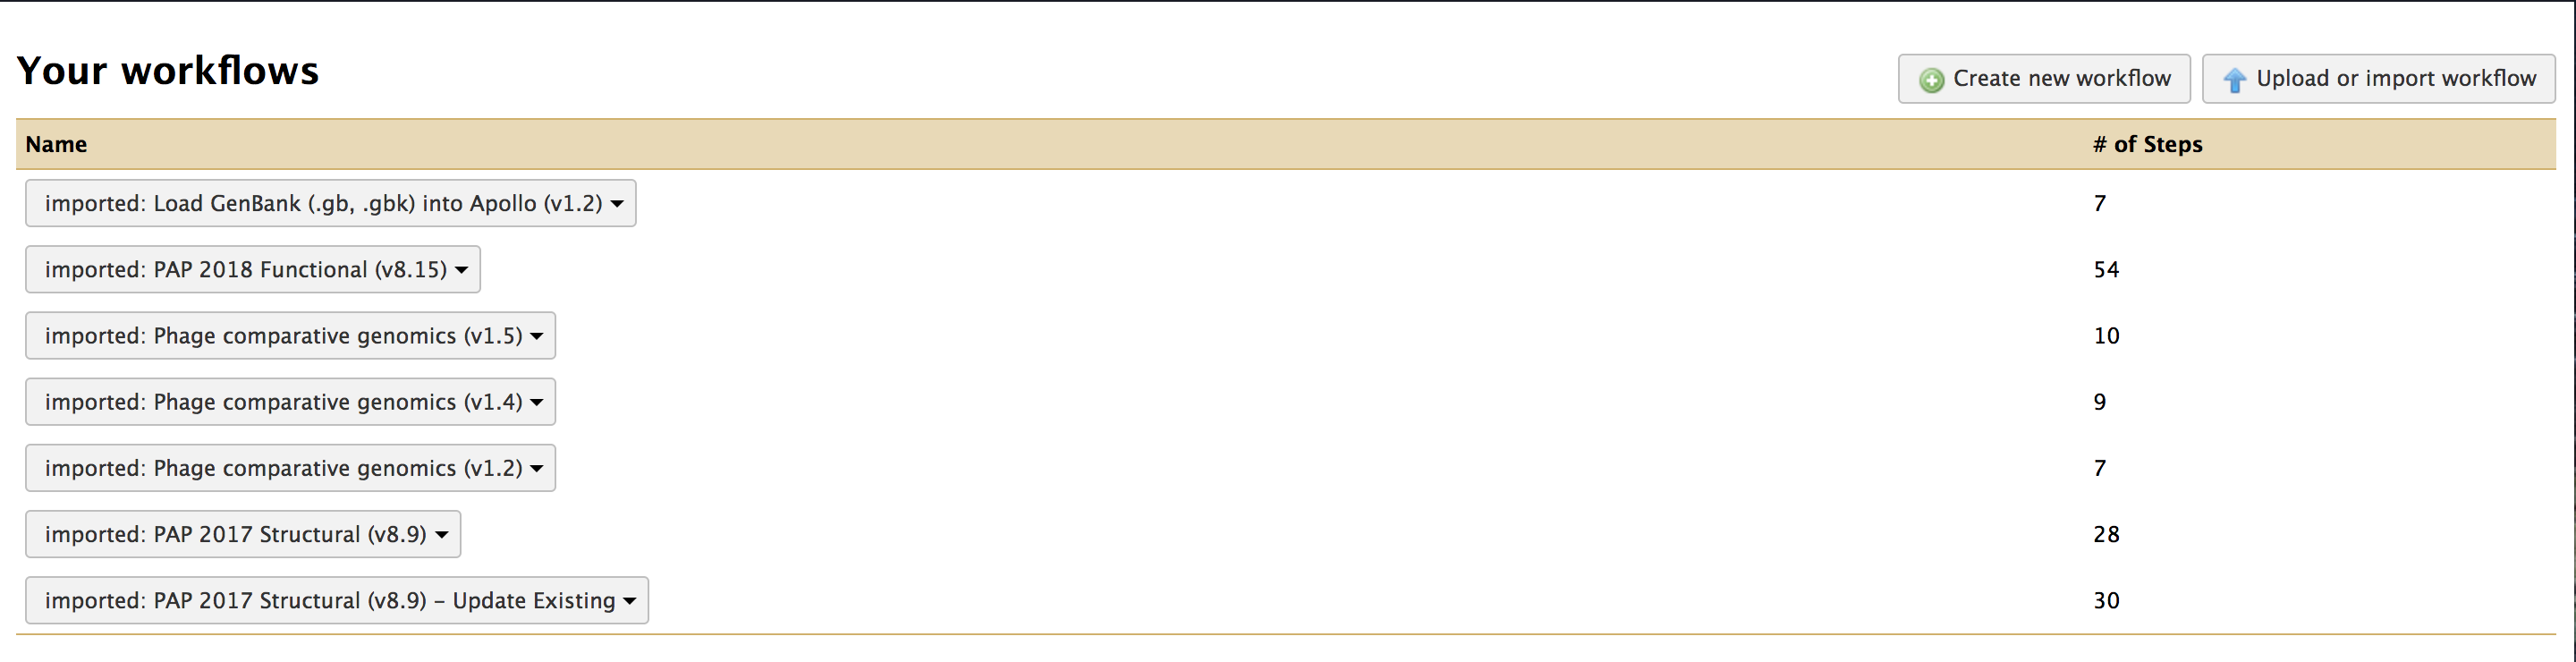 Your workflows
Create new workflow
Upload or import workflow
Name # of Steps
imported: Load GenBank (.gb, .gbk) into Apollo (v1.2) 7
imported: PAP 2018 Functional (v8.15) 54
imported: Phage comparative genomics (v1.5) 10
imported: Phage comparative genomics (v1.4) 9
imported: Phage comparative genomics (v1.2) 7
imported: PAP 2017 Structural (v8.9) 28
imported: PAP 2017 Structural (v8.9) – Update Existing 30